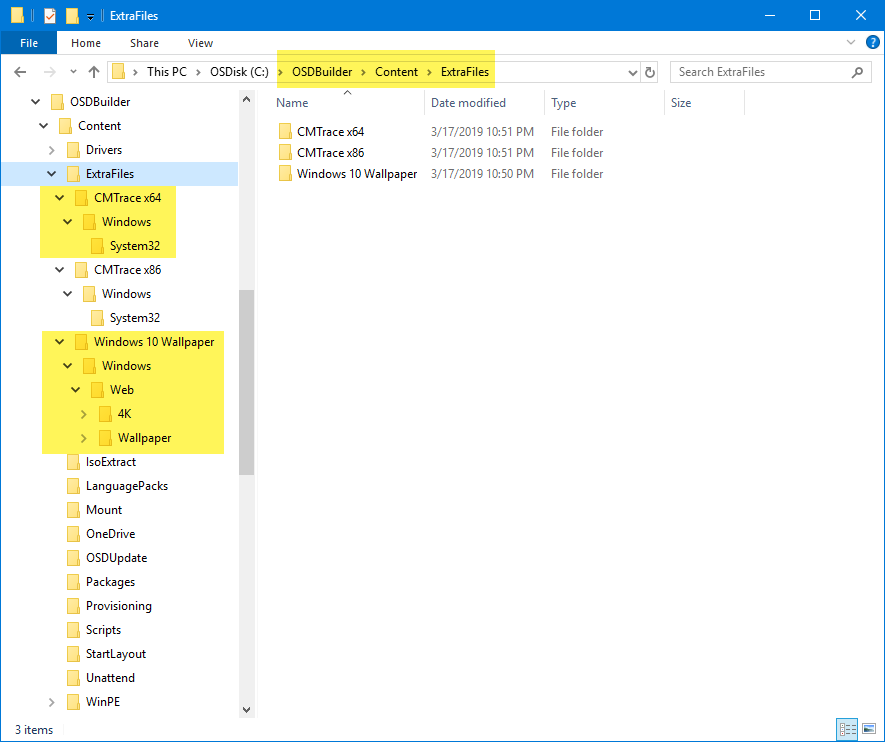 ExtraFiles
File Home Share View
This PC OSDisk (C:) OSDBuilder Content ExtraFiles Search ExtraFiles
OSDBuilder
Content
Drivers
ExtraFiles
CMTrace x64
Windows
System32
CMTrace x86
Windows
System32
Windows 10 Wallpaper
Windows
Web
4K
Wallpaper
IsoExtract
LanguagePacks
Mount
OneDrive
OSDUpdate
Packages
Provisioning
Scripts
StartLayout
Unattend
WinPE
Name Date modified Type Size
CMTrace x64 3/17/2019 10:51 PM File folder
CMTrace x86 3/17/2019 10:51 PM File folder
Windows 10 Wallpaper 3/17/2019 10:50 PM File folder
3 items